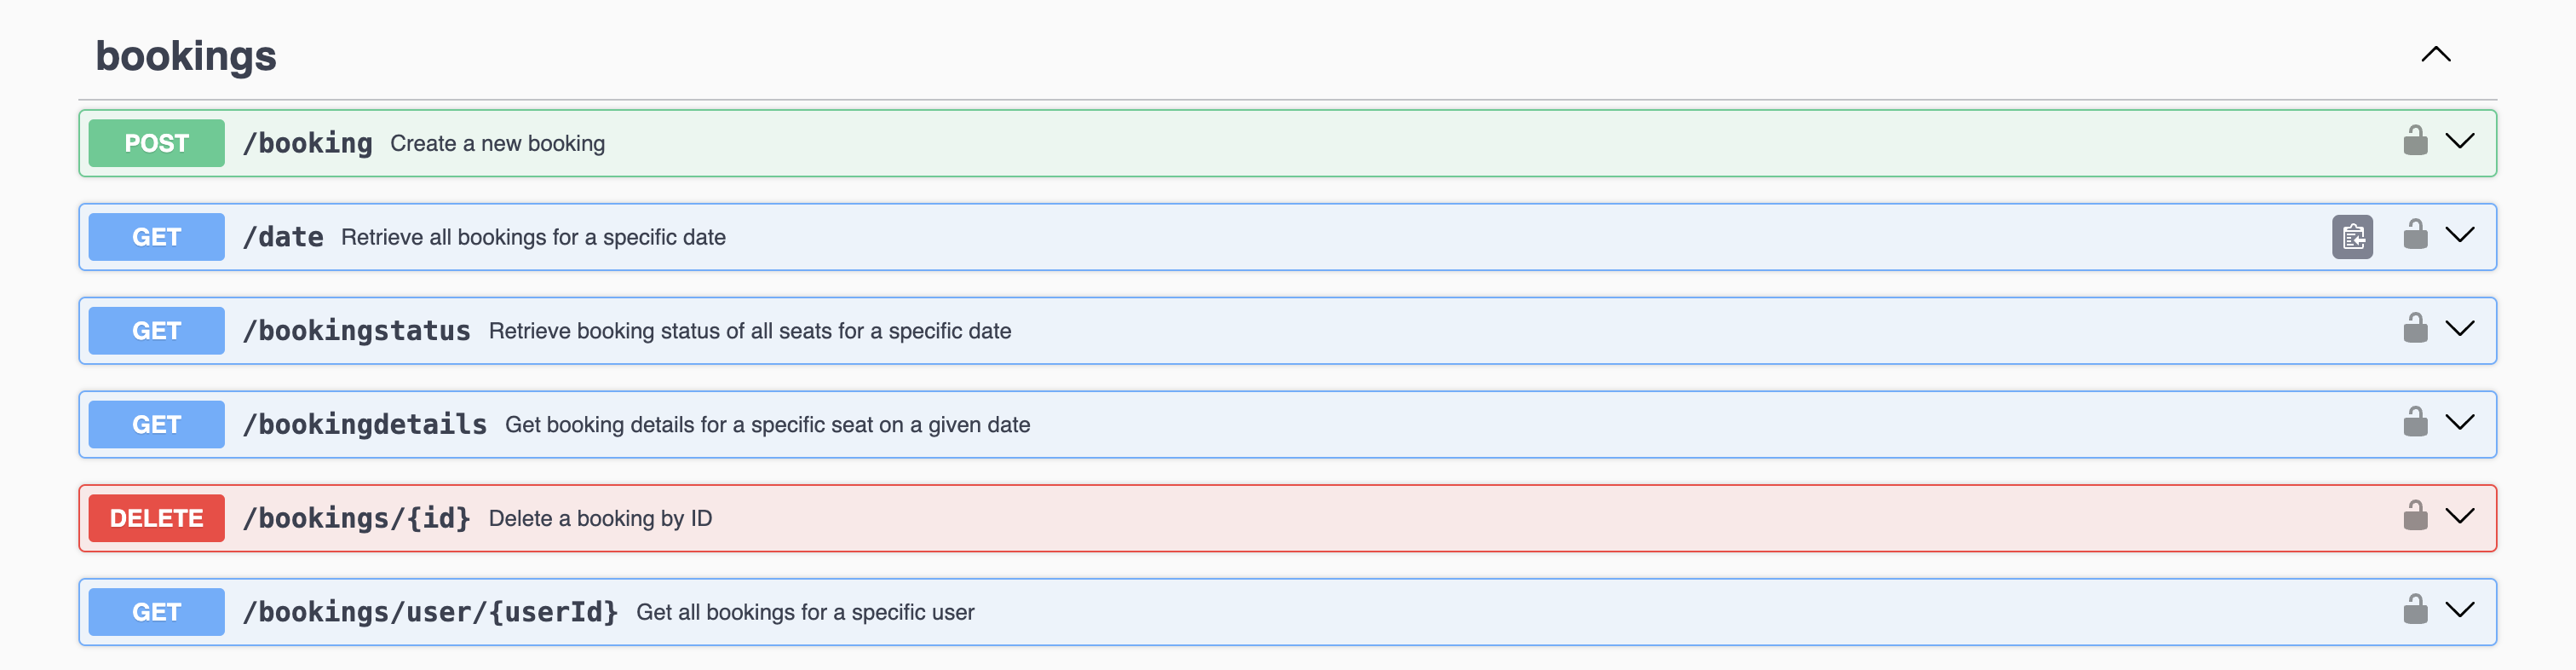 bookings
POST /booking Create a new booking
GET /date Retrieve all bookings for a specific date
GET /bookingstatus Retrieve booking status of all seats for a specific date
GET /bookingdetails Get booking details for a specific seat on a given date
DELETE /bookings/{id} Delete a booking by ID
GET /bookings/user/{userId} Get all bookings for a specific user